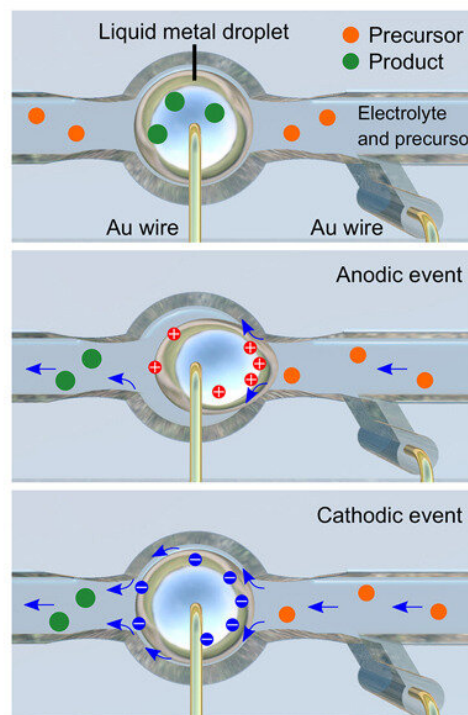 Liquid metal droplet
Precursor
Product
Electrolyte
and precurso
Au wire
Au wire
Anodic event
+
+
+
+
+
+
Cathodic event
−
−
−
−
−
−
−
−